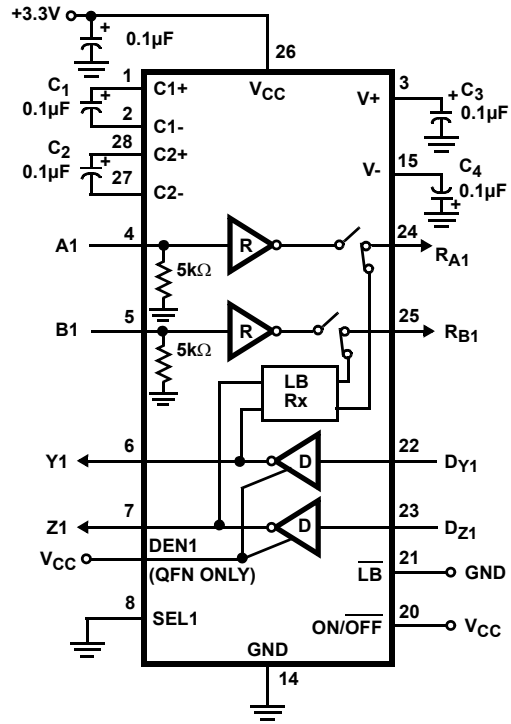 +3.3V
0.1µF
26
C1
0.1µF
1
C1+
VCC
V+
3
C3
0.1µF
2
C1-
C2
0.1µF
28
C2+
27
C2-
V-
15
C4
0.1µF
A1
4
R
5kΩ
24
RA1
B1
5
R
5kΩ
25
RB1
LB
Rx
Y1
6
D
22
DY1
Z1
7
D
23
DZ1
VCC
DEN1
(QFN ONLY)
LB
21
GND
8
SEL1
ON/OFF
20
VCC
GND
14